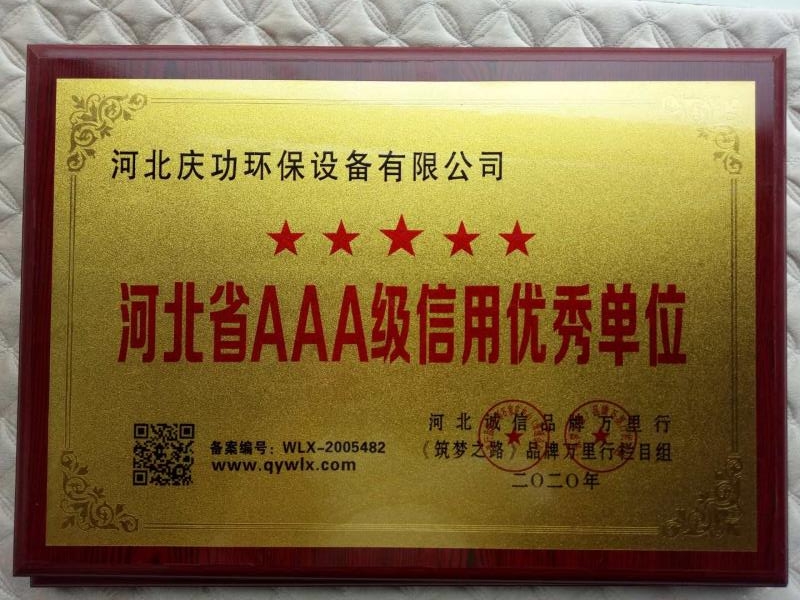 河北庆功环保设备有限公司
河北省AAA级信用优秀单位
备案编号：WLX-2005482
www.qywlx.com
河北诚信品牌万里行
《筑梦之路》品牌万里行栏目组
二〇二〇年